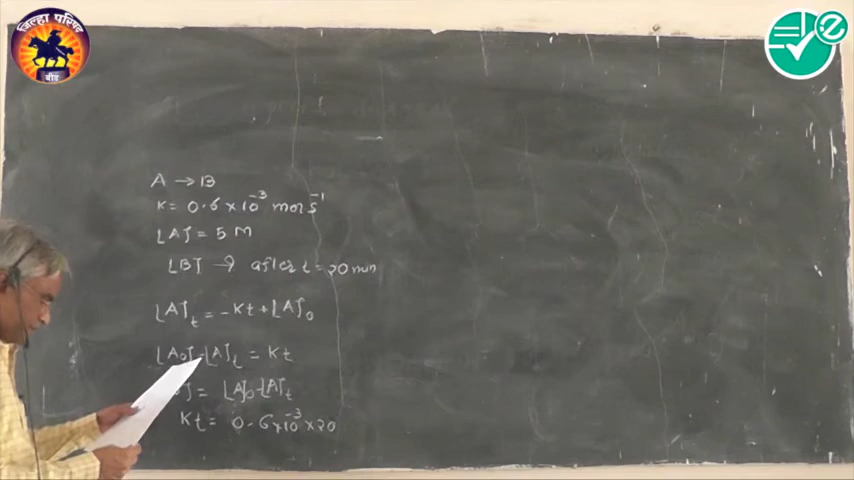 जिल्हा परिषद
बीड
e
A → B
K = 0.6 × 10⁻³ mol s⁻¹
[A] = 5 M
[B] → after t = 20 min
[A]ₜ = -Kt + [A]₀
[A₀] - [A]ₜ = Kt
= [A]₀ - [A]ₜ
Kt = 0.6 × 10⁻³ × 20